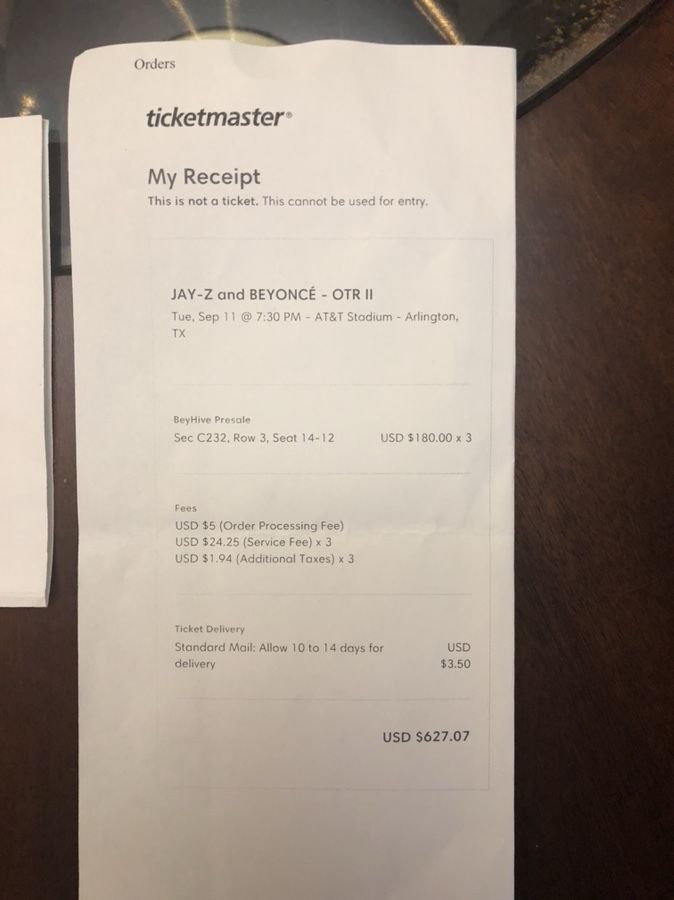 Orders
ticketmaster®
My Receipt
This is not a ticket. This cannot be used for entry.
JAY-Z and BEYONCÉ - OTR II
Tue, Sep 11 @ 7:30 PM - AT&T Stadium - Arlington,
TX
BeyHive Presale
Sec C232, Row 3, Seat 14-12 USD $180.00 x 3
Fees
USD $5 (Order Processing Fee)
USD $24.25 (Service Fee) x 3
USD $1.94 (Additional Taxes) x 3
Ticket Delivery
Standard Mail: Allow 10 to 14 days for USD
delivery $3.50
USD $627.07